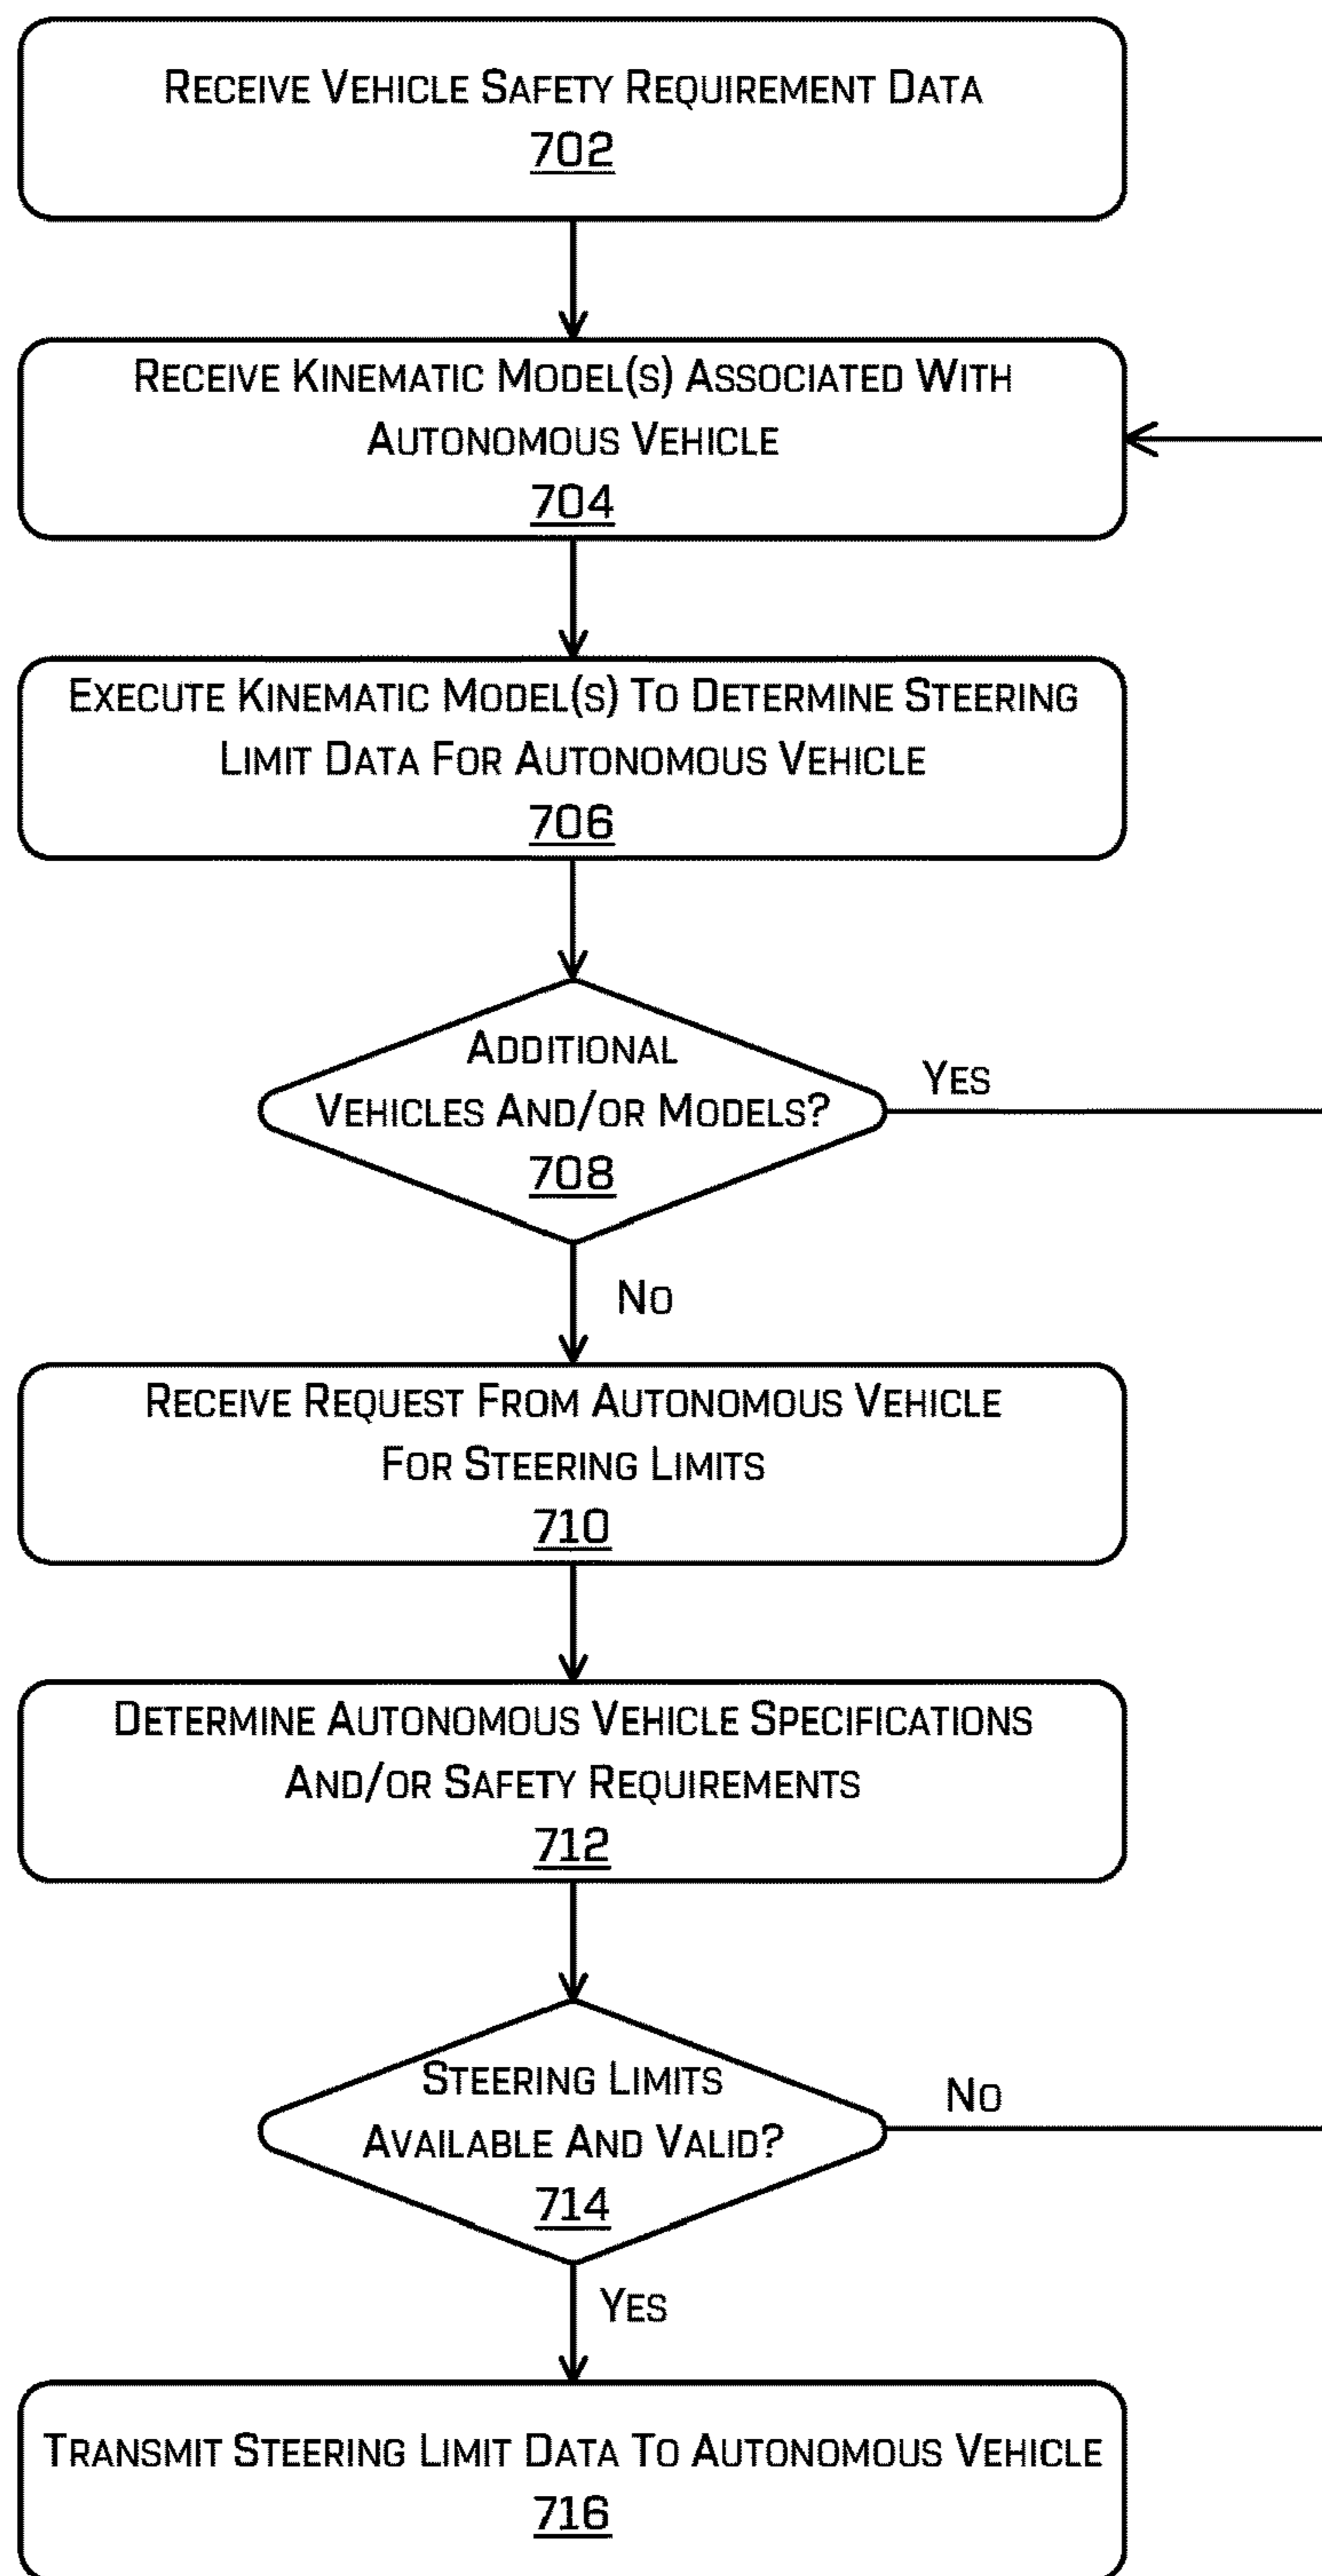 RECEIVE VEHICLE SAFETY REQUIREMENT DATA
702
RECEIVE KINEMATIC MODEL(S) ASSOCIATED WITH
AUTONOMOUS VEHICLE
704
EXECUTE KINEMATIC MODEL(S) TO DETERMINE STEERING
LIMIT DATA FOR AUTONOMOUS VEHICLE
706
ADDITIONAL
VEHICLES AND/OR MODELS?
708
YES
NO
RECEIVE REQUEST FROM AUTONOMOUS VEHICLE
FOR STEERING LIMITS
710
DETERMINE AUTONOMOUS VEHICLE SPECIFICATIONS
AND/OR SAFETY REQUIREMENTS
712
STEERING LIMITS
AVAILABLE AND VALID?
714
NO
YES
TRANSMIT STEERING LIMIT DATA TO AUTONOMOUS VEHICLE
716